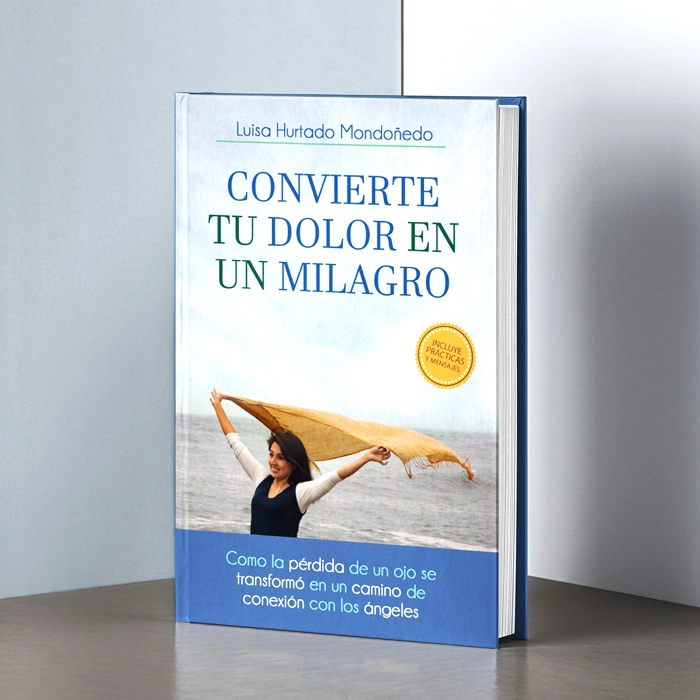 Luisa Hurtado Mondoñedo
CONVIERTE
TU DOLOR EN
UN MILAGRO
INCLUYE
PRÁCTICAS
Y MENSAJES
Como la pérdida de un ojo se
transformó en un camino de
conexión con los ángeles